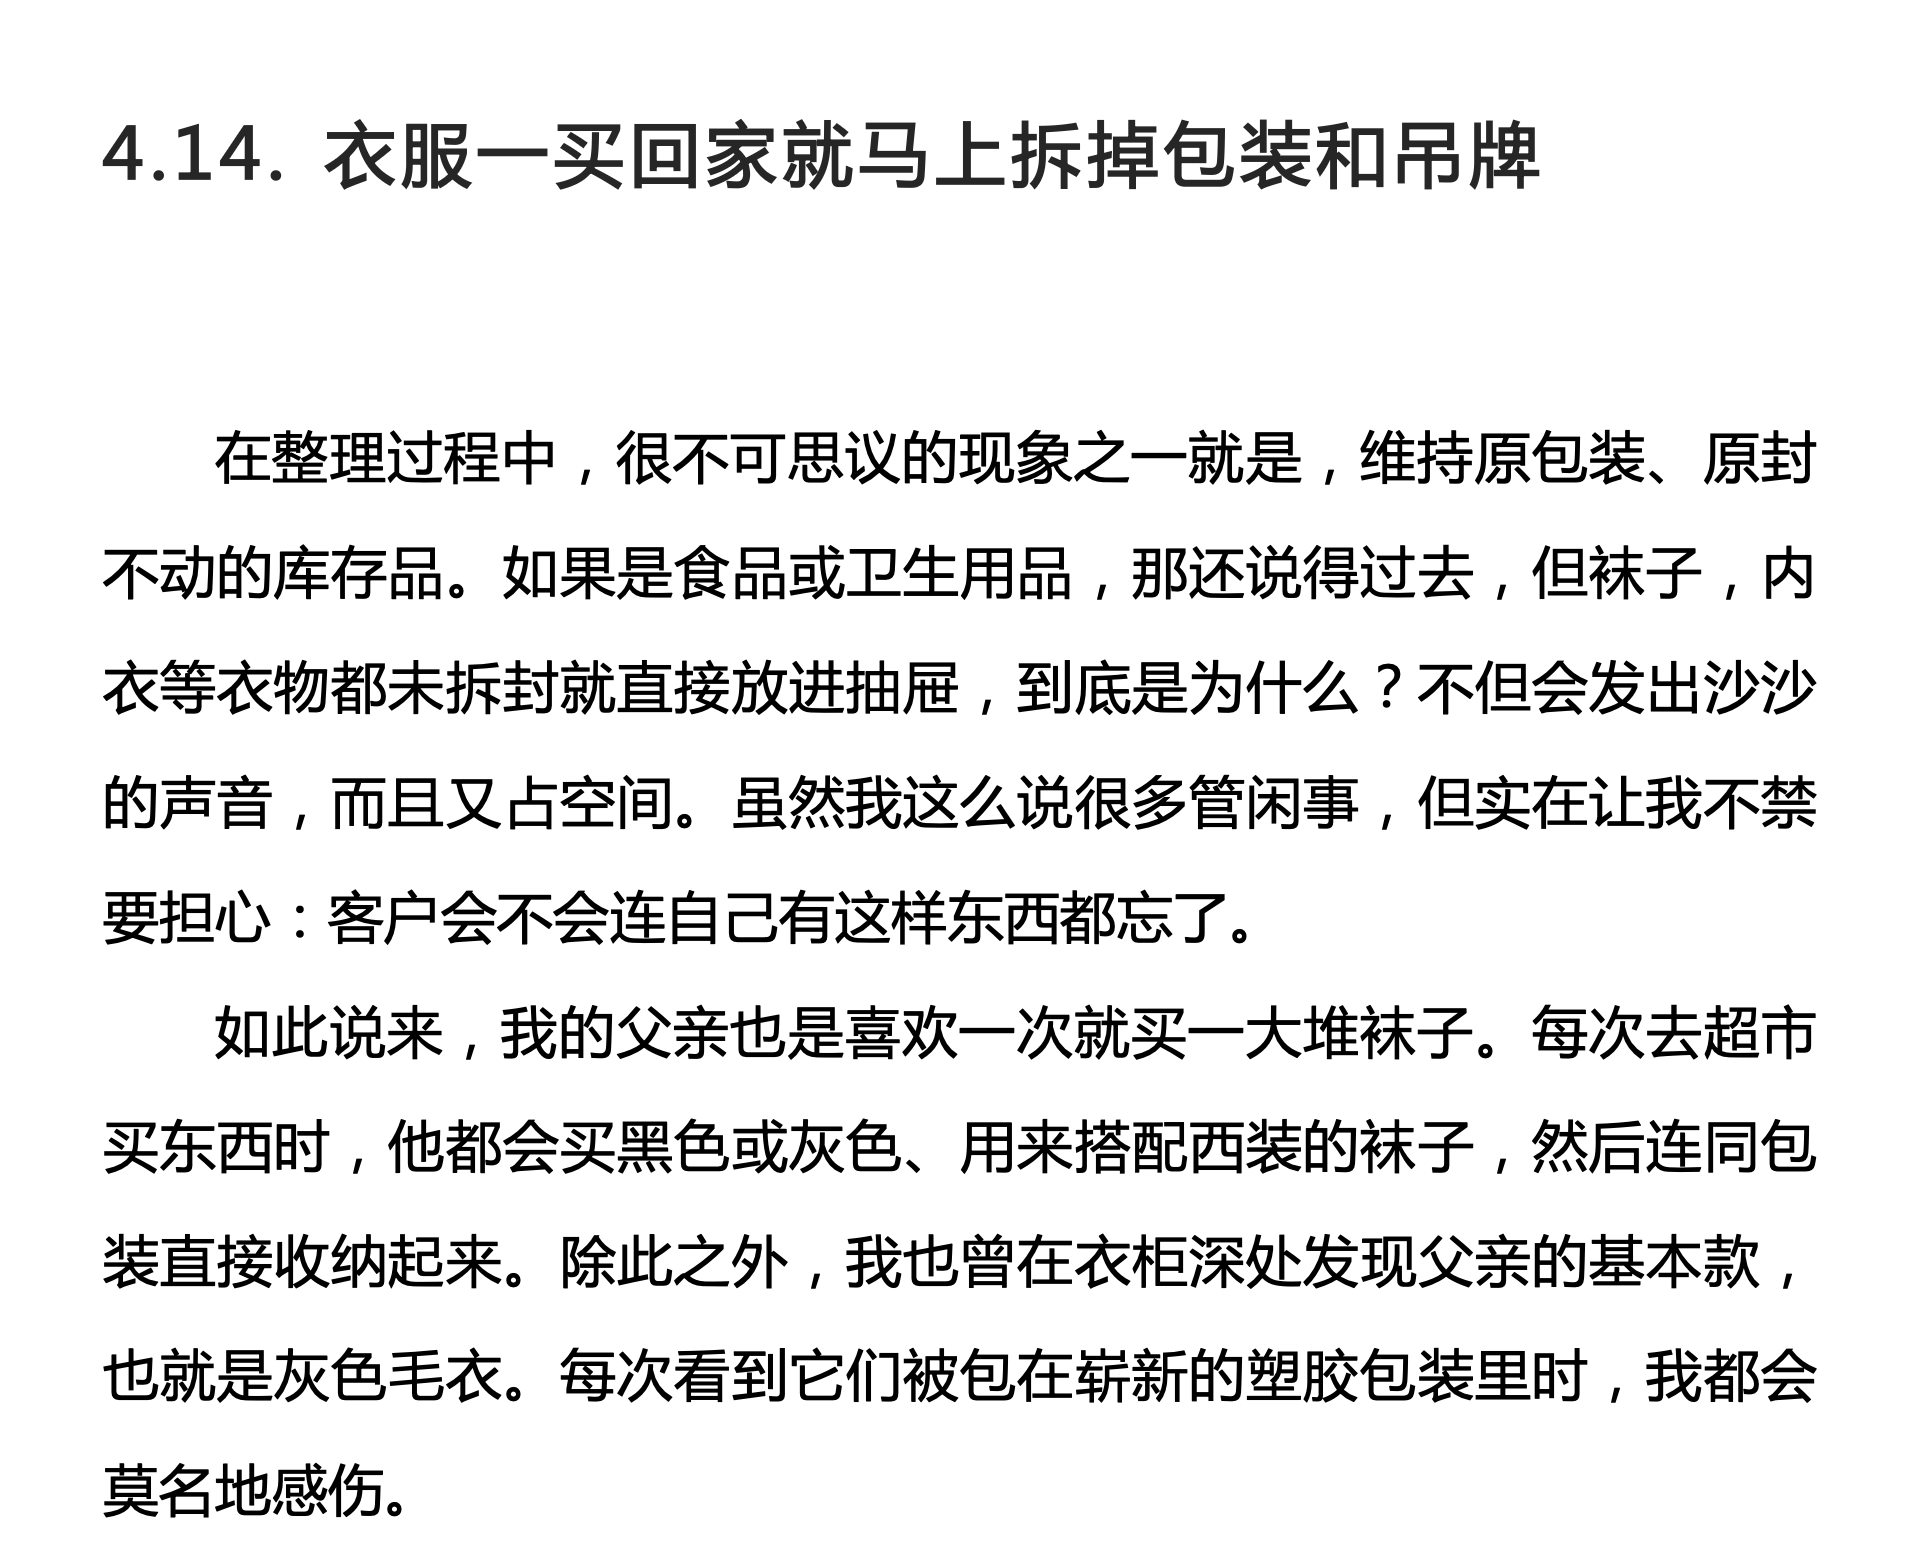 4.14. 衣服一买回家就马上拆掉包装和吊牌
在整理过程中，很不可思议的现象之一就是，维持原包装、原封
不动的库存品。如果是食品或卫生用品，那还说得过去，但袜子，内
衣等衣物都未拆封就直接放进抽屉，到底是为什么？不但会发出沙沙
的声音，而且又占空间。虽然我这么说很多管闲事，但实在让我不禁
要担心：客户会不会连自己有这样东西都忘了。
如此说来，我的父亲也是喜欢一次就买一大堆袜子。每次去超市
买东西时，他都会买黑色或灰色、用来搭配西装的袜子，然后连同包
装直接收纳起来。除此之外，我也曾在衣柜深处发现父亲的基本款，
也就是灰色毛衣。每次看到它们被包在崭新的塑胶包装里时，我都会
莫名地感伤。